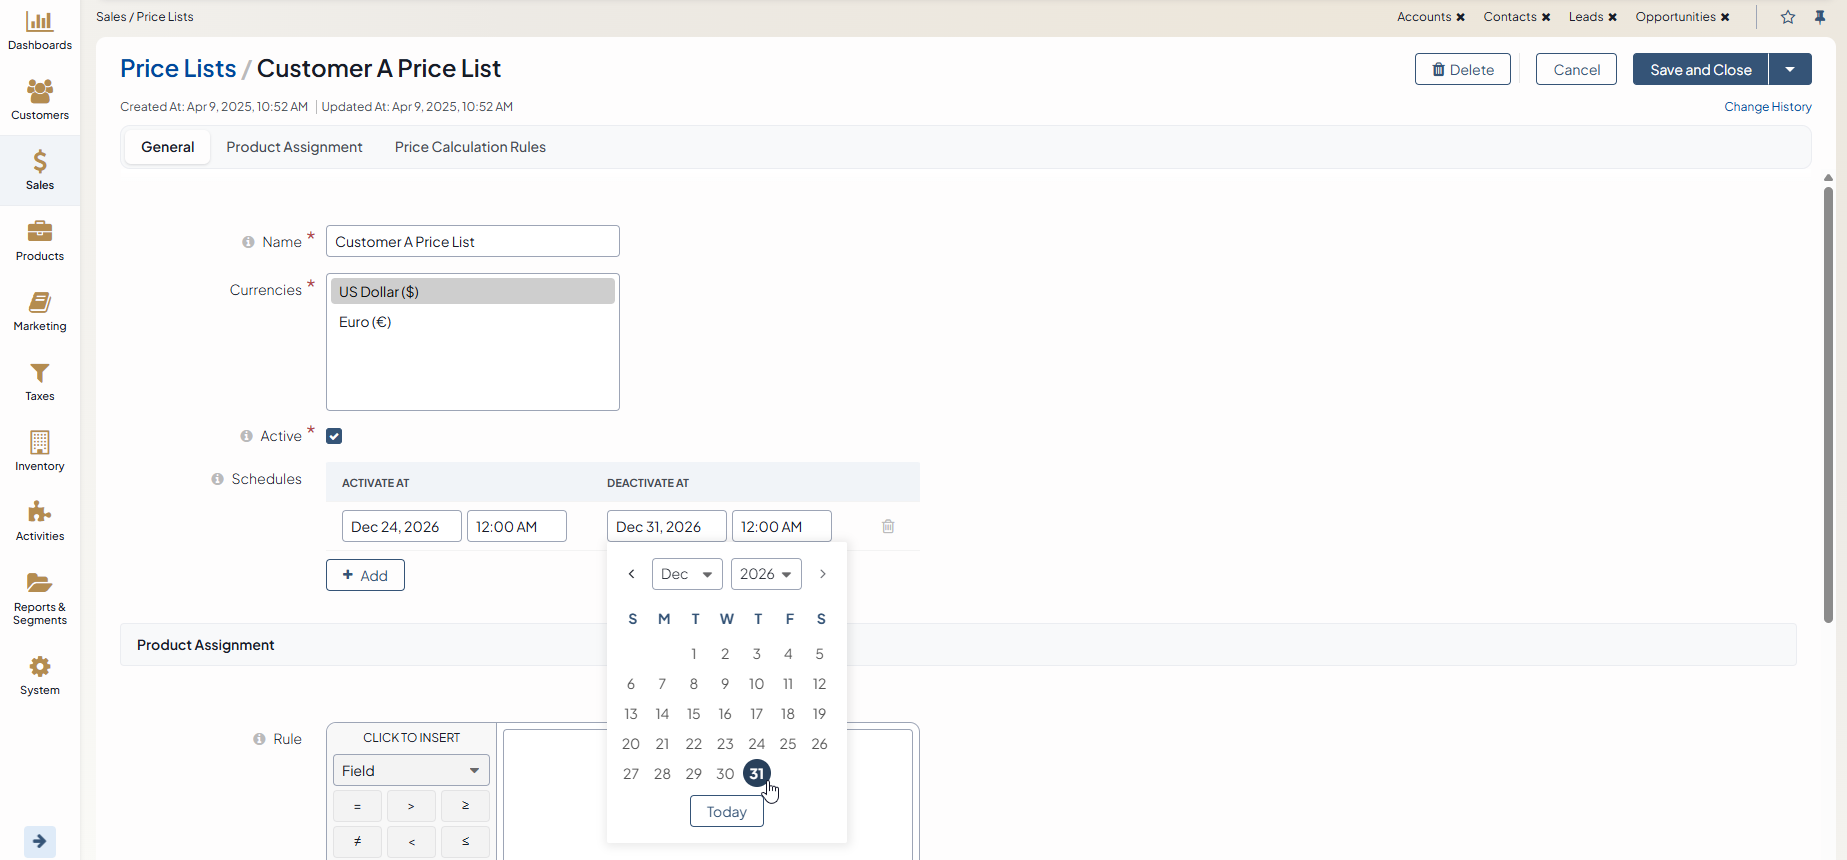 Dashboards
Customers
Sales
Products
Marketing
Taxes
Inventory
Activities
Reports &
Segments
System
Sales / Price Lists
Accounts ✖ Contacts ✖ Leads ✖ Opportunities ✖
Price Lists / Customer A Price List
Delete Cancel Save and Close
Created At: Apr 9, 2025, 10:52 AM | Updated At: Apr 9, 2025, 10:52 AM
Change History
General Product Assignment Price Calculation Rules
Name * Customer A Price List
Currencies * US Dollar ($)
Euro (€)
Active *
Schedules ACTIVATE AT DEACTIVATE AT
Dec 24, 2026 12:00 AM Dec 31, 2026 12:00 AM
+ Add
Dec 2026
S M T W T F S
1 2 3 4 5
6 7 8 9 10 11 12
13 14 15 16 17 18 19
20 21 22 23 24 25 26
27 28 29 30 31
Today
Product Assignment
Rule
CLICK TO INSERT
Field
= > ≥
≠ < ≤